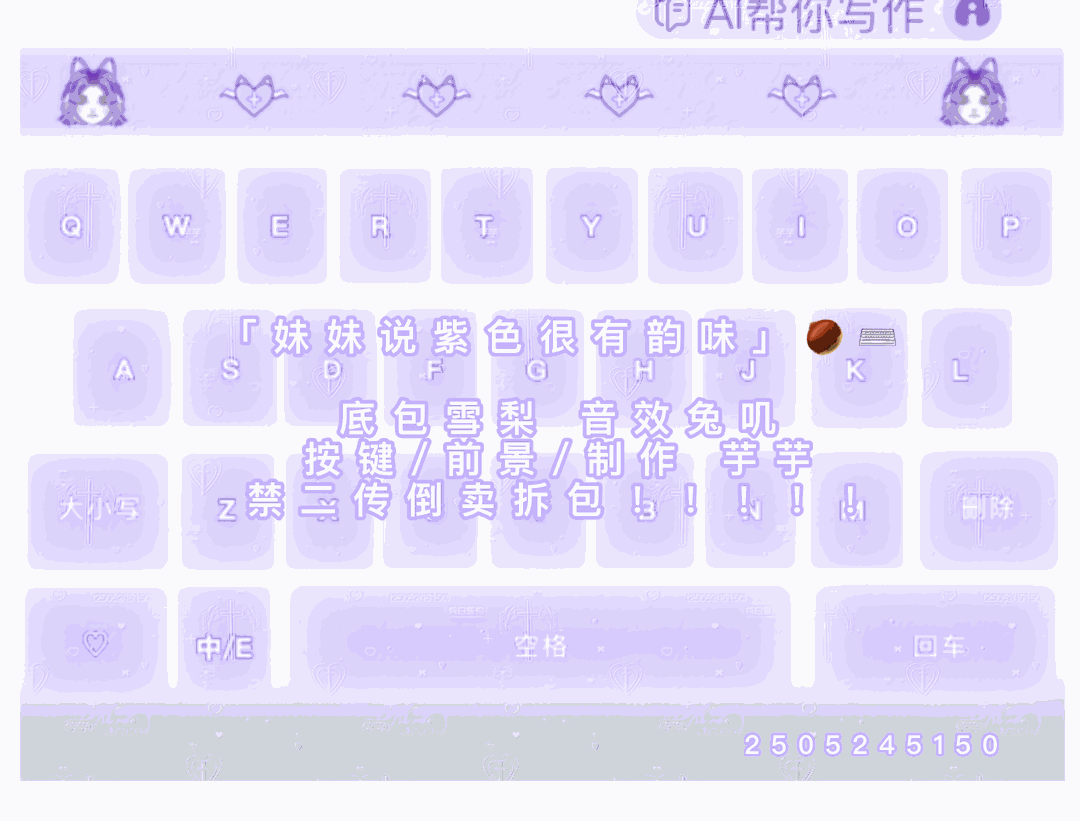 AI帮你写作
Q W E R T Y U I O P
「妹妹说紫色很有韵味」
A S D F G H J K L
底包雪梨 音效兔叽
按键/前景/制作 芋芋
禁二传倒卖拆包！！！！！
大小写 Z B N M 删除
中/E 空格 回车
2505245150